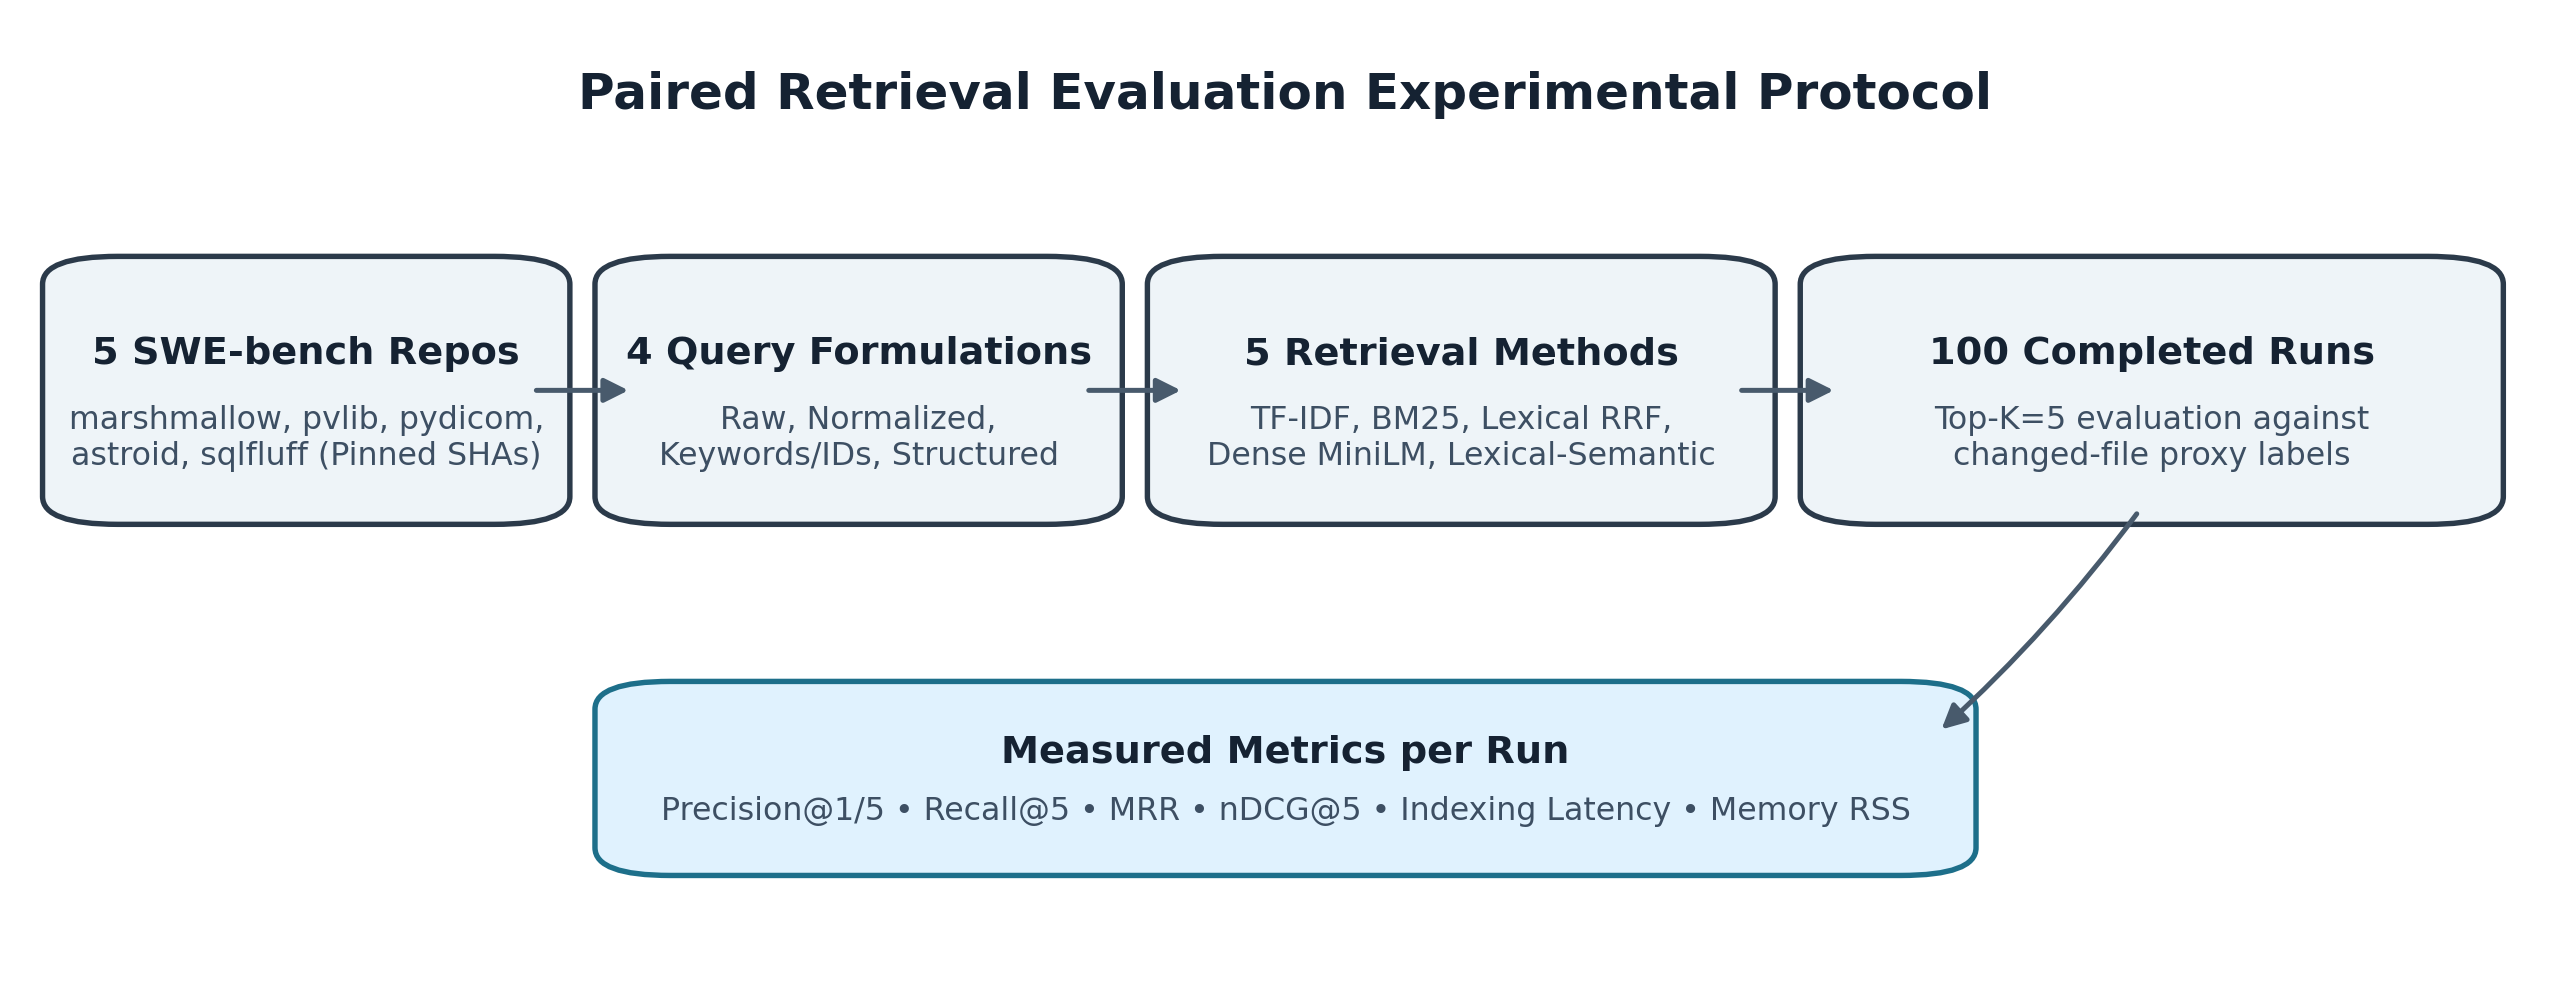 Paired Retrieval Evaluation Experimental Protocol
5 SWE-bench Repos
marshmallow, pvlib, pydicom,
astroid, sqlfluff (Pinned SHAs)
4 Query Formulations
Raw, Normalized,
Keywords/IDs, Structured
5 Retrieval Methods
TF-IDF, BM25, Lexical RRF,
Dense MiniLM, Lexical-Semantic
100 Completed Runs
Top-K=5 evaluation against
changed-file proxy labels
Measured Metrics per Run
Precision@1/5 • Recall@5 • MRR • nDCG@5 • Indexing Latency • Memory RSS